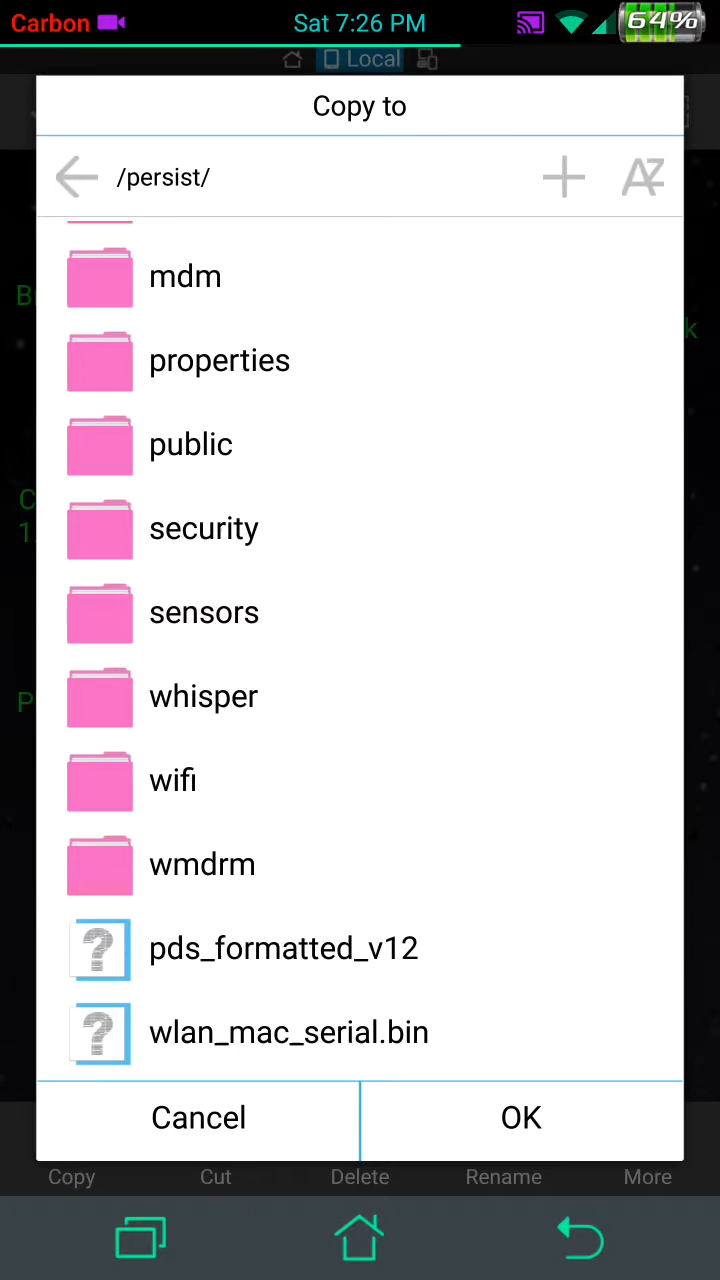 Carbon
Sat 7:26 PM
64%
Local
Copy to
/persist/
AZ
mdm
properties
public
security
sensors
whisper
wifi
wmdrm
pds_formatted_v12
wlan_mac_serial.bin
Cancel
OK
Copy
Cut
Delete
Rename
More